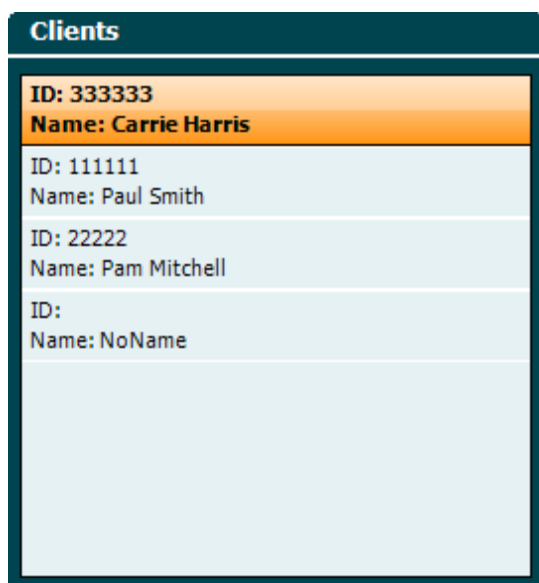 Clients
ID: 333333
Name: Carrie Harris
ID: 111111
Name: Paul Smith
ID: 22222
Name: Pam Mitchell
ID:
Name: NoName